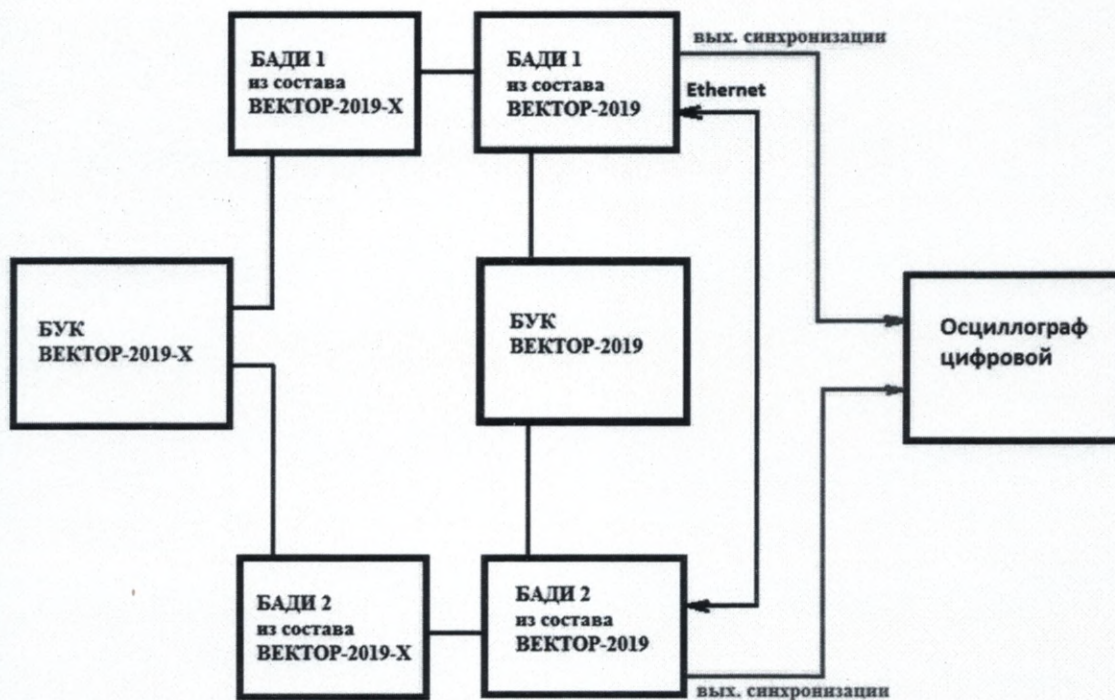 БАДИ 1
из состава
ВЕКТОР-2019-Х
БАДИ 1
из состава
ВЕКТОР-2019
вых. синхронизации
Ethernet
БУК
ВЕКТОР-2019-Х
БУК
ВЕКТОР-2019
Осциллограф
цифровой
БАДИ 2
из состава
ВЕКТОР-2019-Х
БАДИ 2
из состава
ВЕКТОР-2019
вых. синхронизации